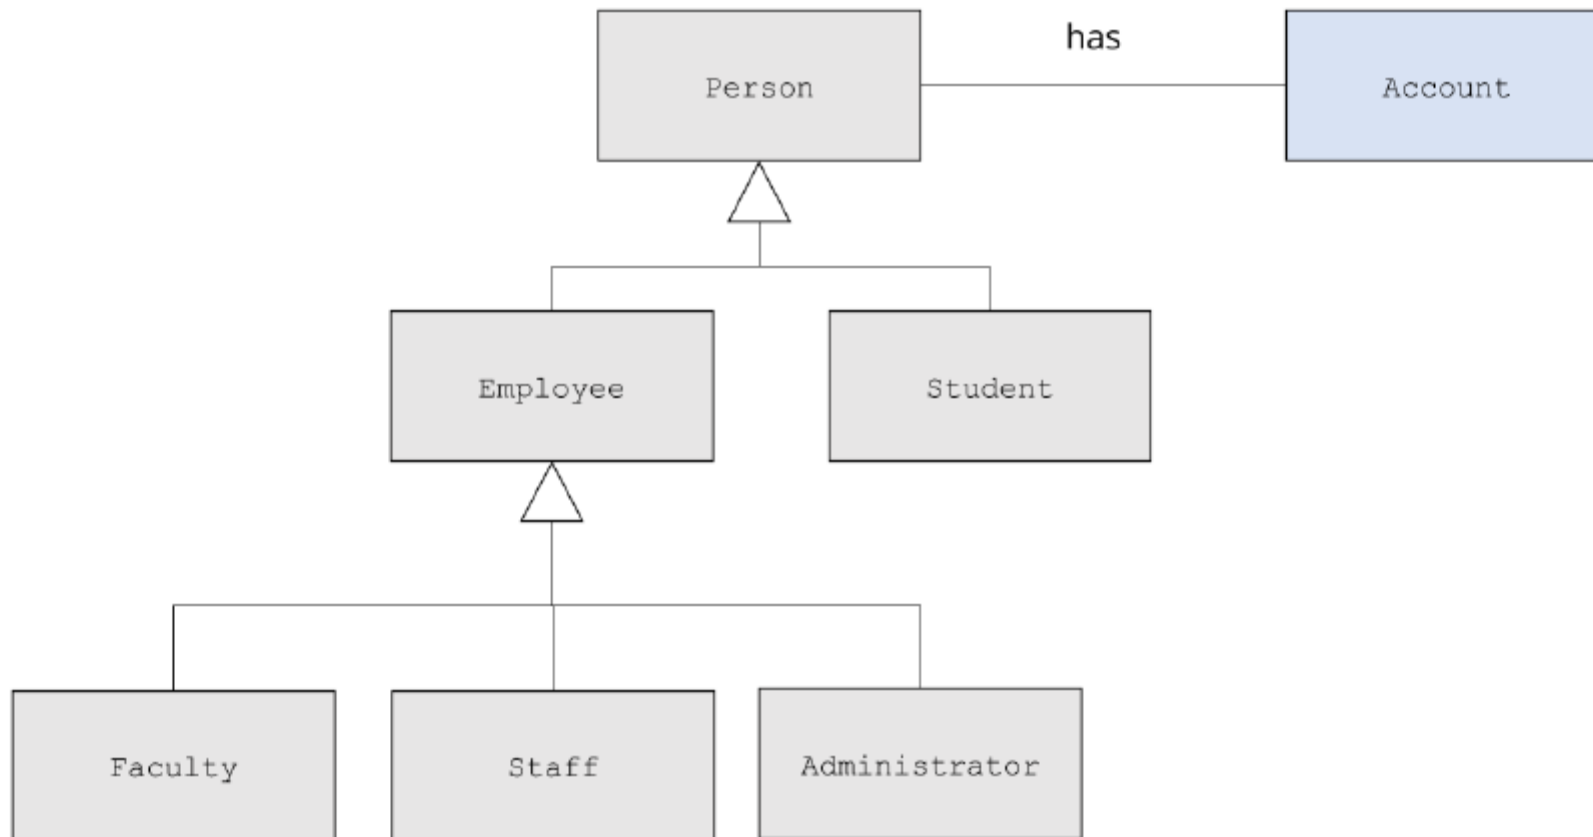 has
Person
Account
Employee
Student
Faculty
Staff
Administrator